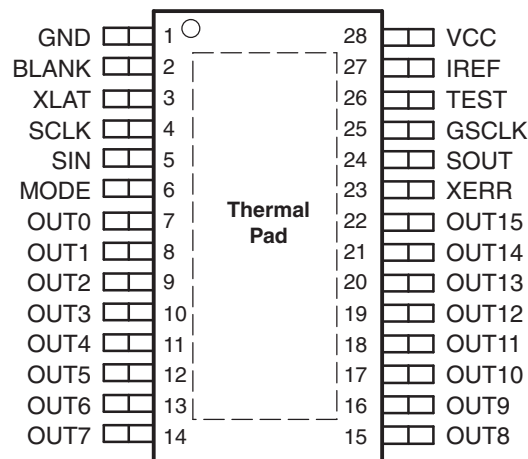 GND 1 28 VCC
BLANK 2 27 IREF
XLAT 3 26 TEST
SCLK 4 25 GSCLK
SIN 5 24 SOUT
MODE 6 23 XERR
OUT0 7 Thermal 22 OUT15
OUT1 8 Pad 21 OUT14
OUT2 9 20 OUT13
OUT3 10 19 OUT12
OUT4 11 18 OUT11
OUT5 12 17 OUT10
OUT6 13 16 OUT9
OUT7 14 15 OUT8